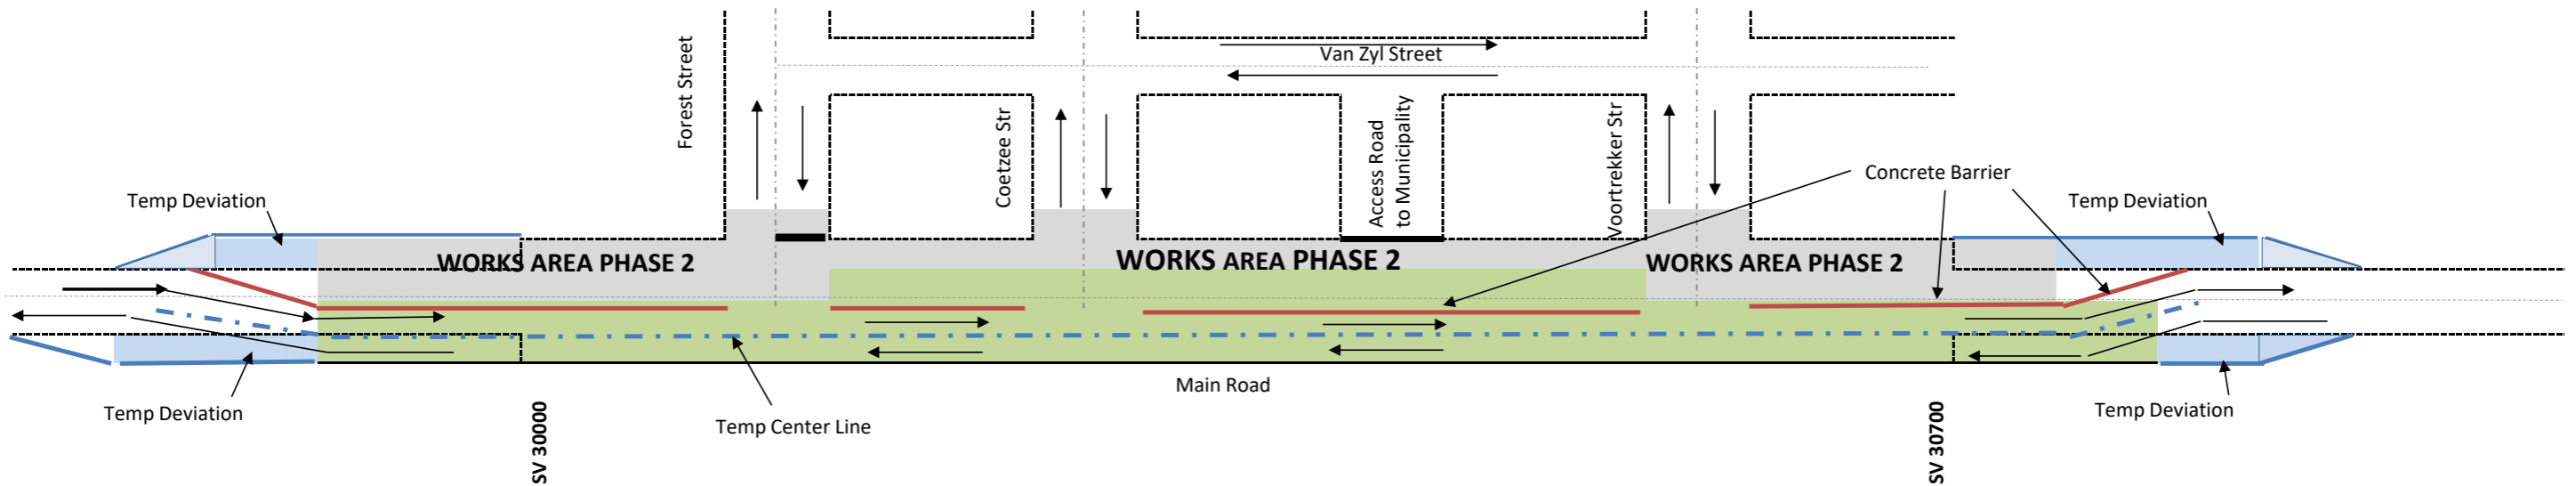 Van Zyl Street
Forest Street
Coetzee Str
Access Road
to Municipality
Voortrekker Str
Concrete Barrier
Temp Deviation
Temp Deviation
WORKS AREA PHASE 2
WORKS AREA PHASE 2
WORKS AREA PHASE 2
Main Road
Temp Deviation
Temp Center Line
Temp Deviation
SV 30000
SV 30700